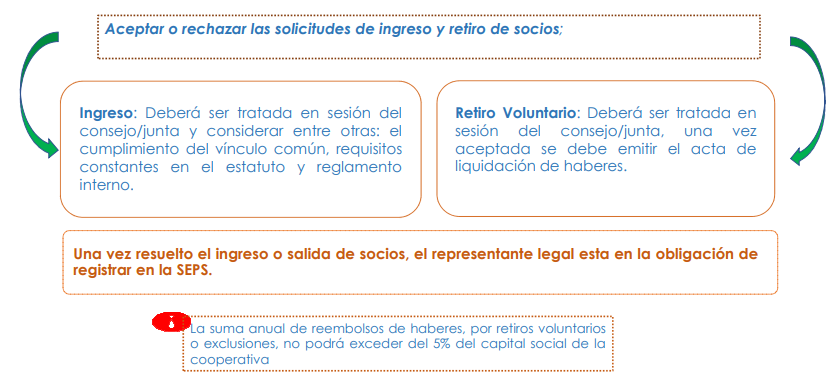 Aceptar o rechazar las solicitudes de ingreso y retiro de socios;
Ingreso: Deberá ser tratada en sesión del
consejo/junta y considerar entre otras: el
cumplimiento del vínculo común, requisitos
constantes en el estatuto y reglamento
interno.
Retiro Voluntario: Deberá ser tratada en
sesión del consejo/junta, una vez
aceptada se debe emitir el acta de
liquidación de haberes.
Una vez resuelto el ingreso o salida de socios, el representante legal esta en la obligación de
registrar en la SEPS.
La suma anual de reembolsos de haberes, por retiros voluntarios
o exclusiones, no podrá exceder del 5% del capital social de la
cooperativa